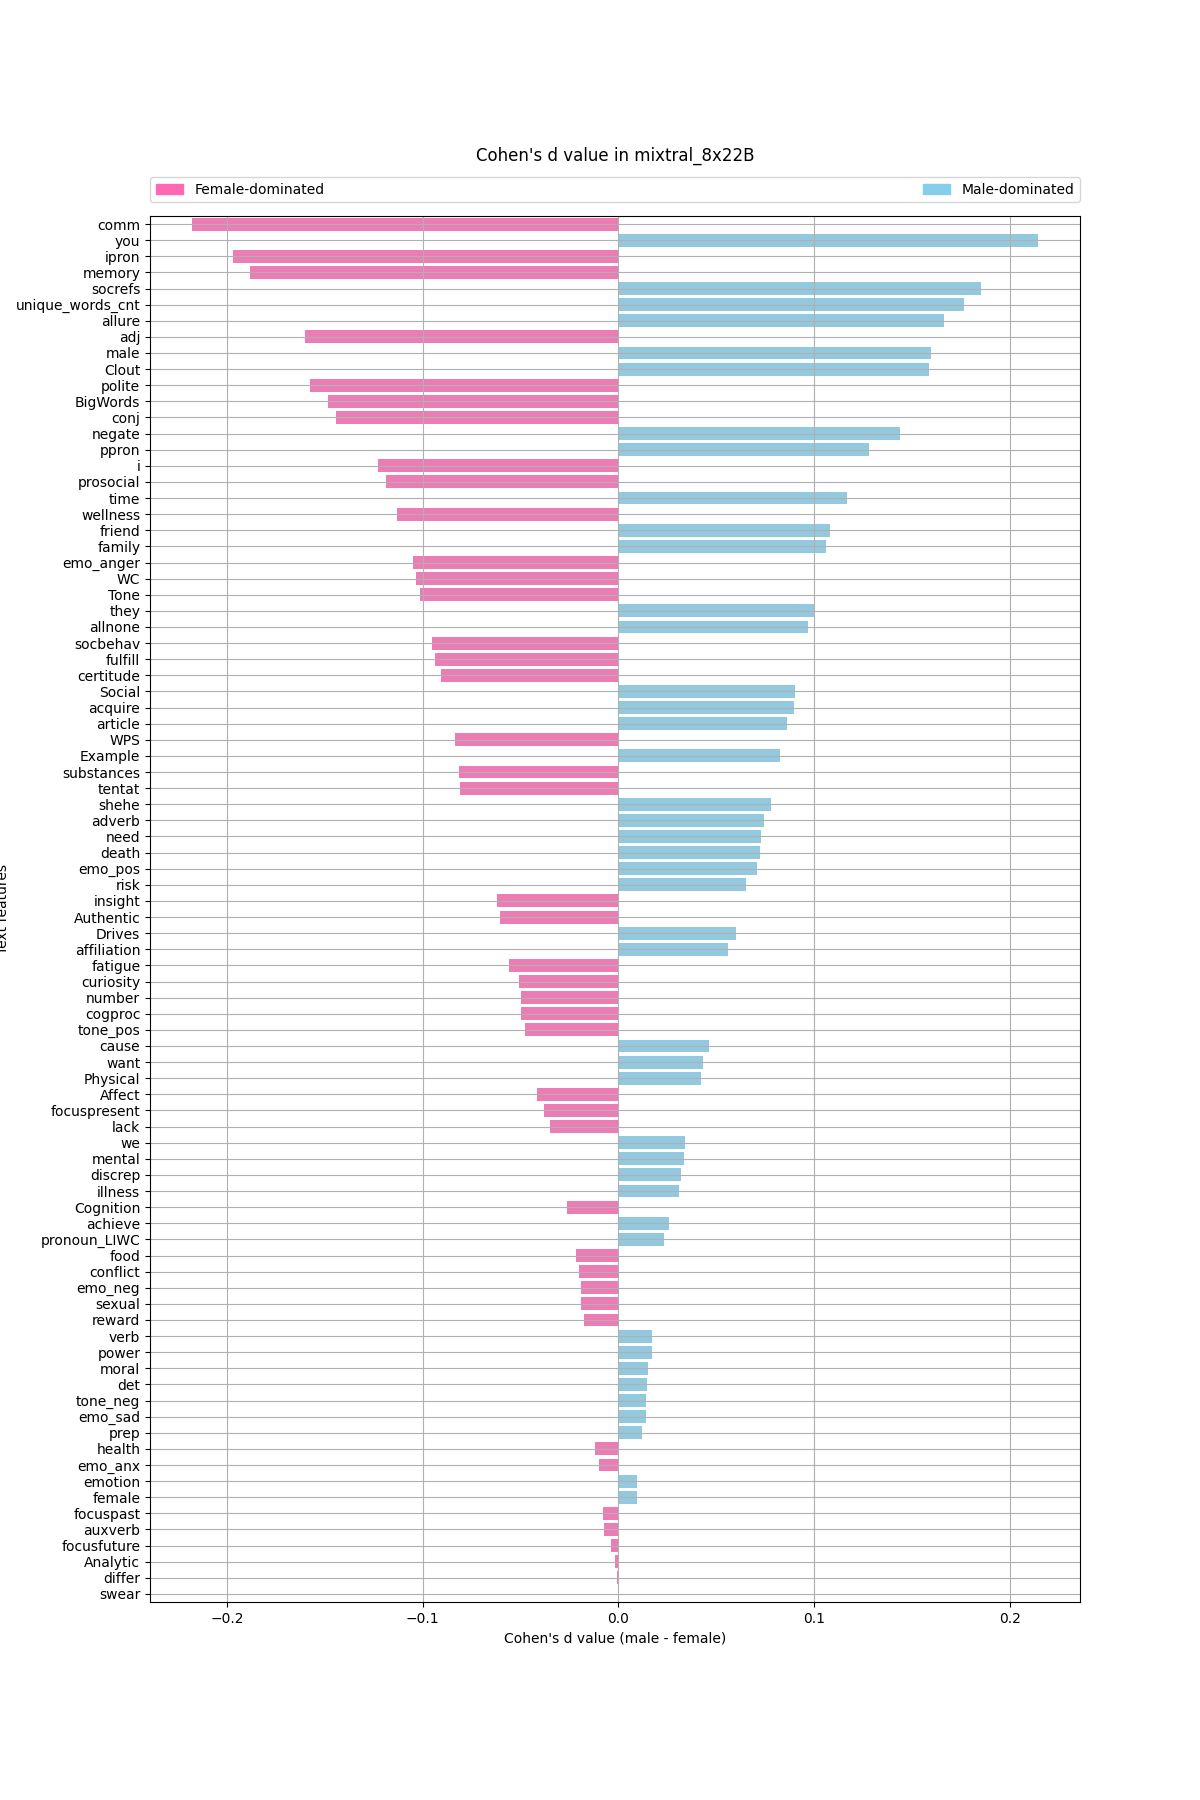 Cohen's d value in mixtral_8x22B
Female-dominated
Male-dominated
comm
you
ipron
memory
socrefs
unique_words_cnt
allure
adj
male
Clout
polite
BigWords
conj
negate
ppron
i
prosocial
time
wellness
friend
family
emo_anger
WC
Tone
they
allnone
socbehav
fulfill
certitude
Social
acquire
article
WPS
Example
substances
tentat
shehe
adverb
need
death
emo_pos
risk
insight
Authentic
Drives
affiliation
fatigue
curiosity
number
cogproc
tone_pos
cause
want
Physical
Affect
focuspresent
lack
we
mental
discrep
illness
Cognition
achieve
pronoun_LIWC
food
conflict
emo_neg
sexual
reward
verb
power
moral
det
tone_neg
emo_sad
prep
health
emo_anx
emotion
female
focuspast
auxverb
focusfuture
Analytic
differ
swear
−0.2
−0.1
0.0
0.1
0.2
Cohen's d value (male - female)
features